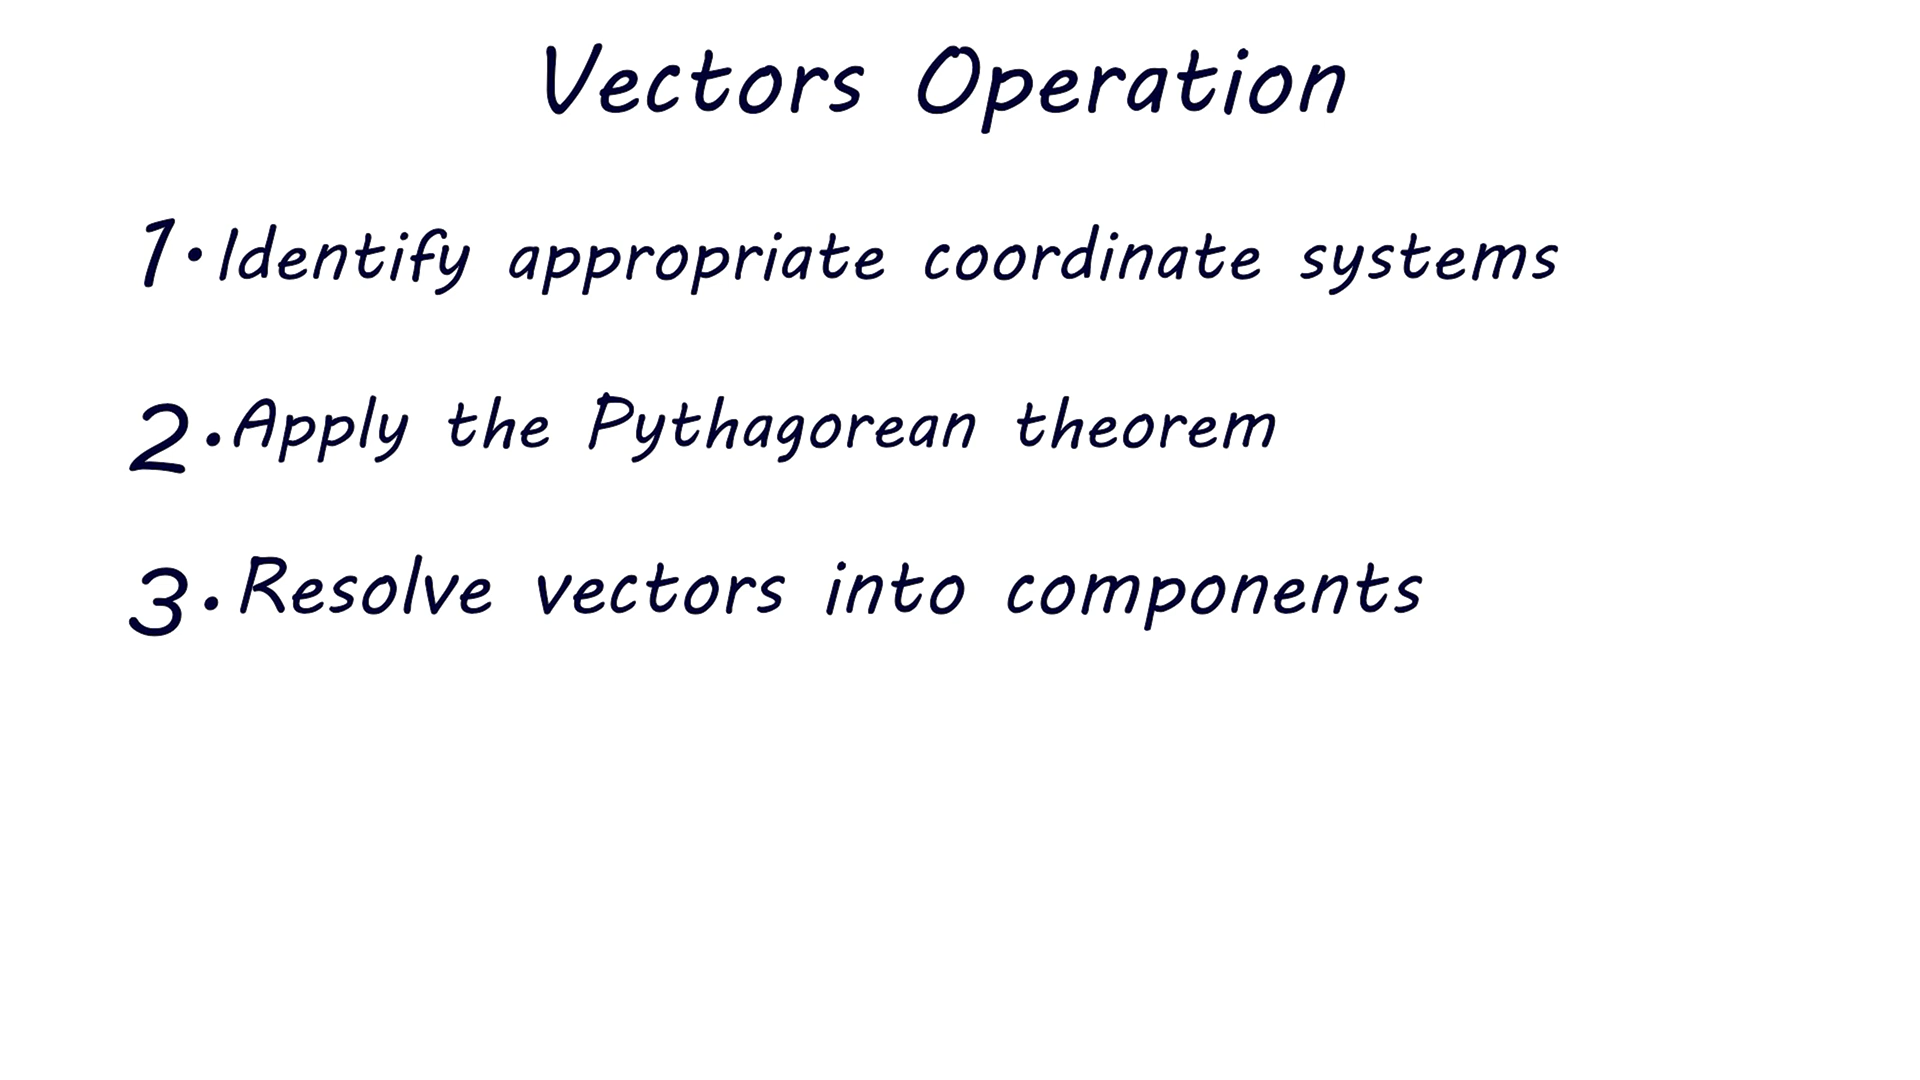 Vectors Operation
1. Identify appropriate coordinate systems
2. Apply the Pythagorean theorem
3. Resolve vectors into components